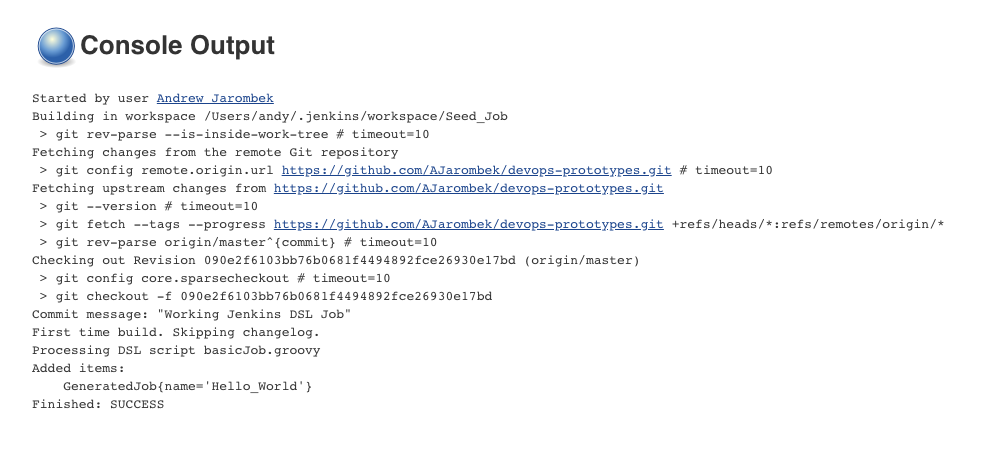 Console Output
Started by user Andrew Jarombek
Building in workspace /Users/andy/.jenkins/workspace/Seed_Job
 > git rev-parse --is-inside-work-tree # timeout=10
Fetching changes from the remote Git repository
 > git config remote.origin.url https://github.com/AJarombek/devops-prototypes.git # timeout=10
Fetching upstream changes from https://github.com/AJarombek/devops-prototypes.git
 > git --version # timeout=10
 > git fetch --tags --progress https://github.com/AJarombek/devops-prototypes.git +refs/heads/*:refs/remotes/origin/*
 > git rev-parse origin/master^{commit} # timeout=10
Checking out Revision 090e2f6103bb76b0681f4494892fce26930e17bd (origin/master)
 > git config core.sparsecheckout # timeout=10
 > git checkout -f 090e2f6103bb76b0681f4494892fce26930e17bd
Commit message: "Working Jenkins DSL Job"
First time build. Skipping changelog.
Processing DSL script basicJob.groovy
Added items:
    GeneratedJob{name='Hello_World'}
Finished: SUCCESS